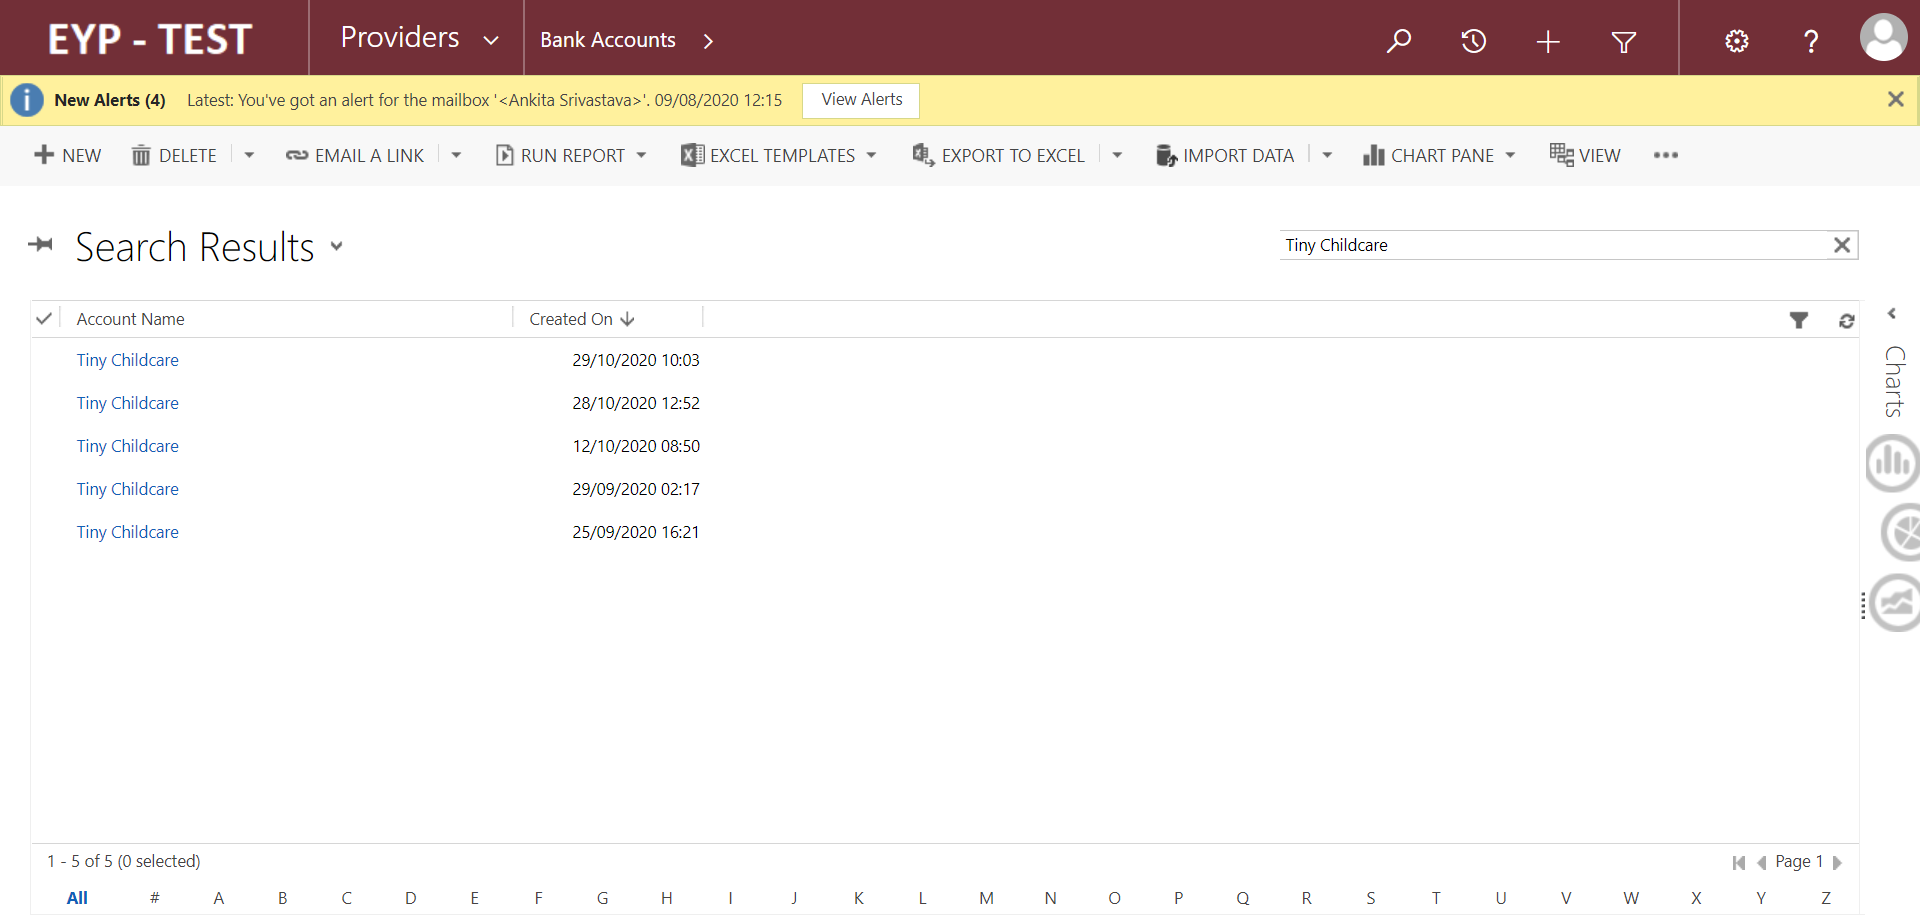 EYP - TEST Providers Bank Accounts
New Alerts (4) Latest: You've got an alert for the mailbox '<Ankita Srivastava>'. 09/08/2020 12:15 View Alerts
NEW DELETE EMAIL A LINK RUN REPORT EXCEL TEMPLATES EXPORT TO EXCEL IMPORT DATA CHART PANE VIEW
Search Results
Tiny Childcare
Account Name Created On
Tiny Childcare 29/10/2020 10:03
Tiny Childcare 28/10/2020 12:52
Tiny Childcare 12/10/2020 08:50
Tiny Childcare 29/09/2020 02:17
Tiny Childcare 25/09/2020 16:21
Charts
1 - 5 of 5 (0 selected) Page 1
All # A B C D E F G H I J K L M N O P Q R S T U V W X Y Z